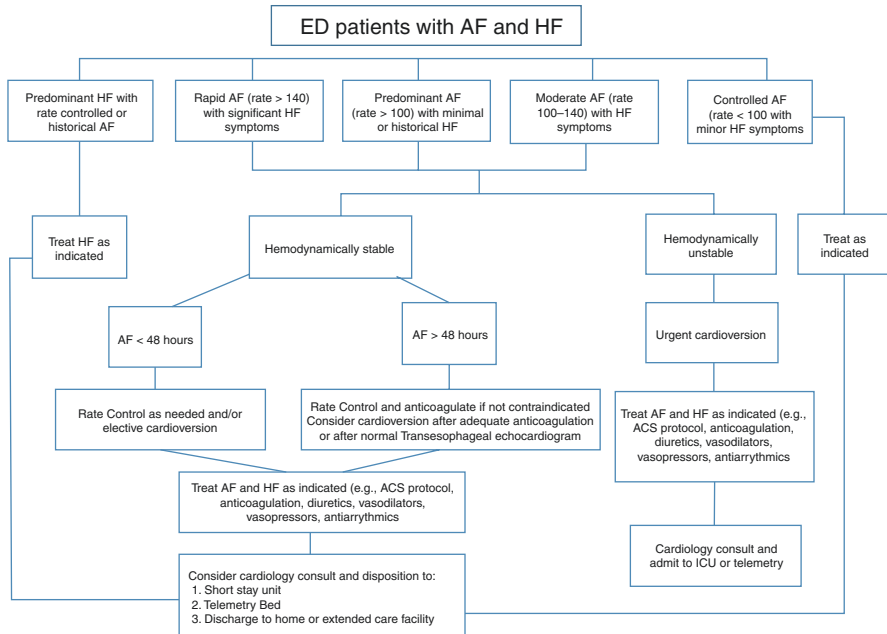 ED patients with AF and HF
Predominant HF with
rate controlled or
historical AF
Rapid AF (rate > 140)
with significant HF
symptoms
Predominant AF
(rate > 100) with minimal
or historical HF
Moderate AF (rate
100–140) with HF
symptoms
Controlled AF
(rate < 100 with
minor HF symptoms
Treat HF as
indicated
Hemodynamically stable
Hemodynamically
unstable
Treat as
indicated
AF < 48 hours
AF > 48 hours
Urgent cardioversion
Rate Control as needed and/or
elective cardioversion
Rate Control and anticoagulate if not contraindicated
Consider cardioversion after adequate anticoagulation
or after normal Transesophageal echocardiogram
Treat AF and HF as indicated (e.g.,
ACS protocol, anticoagulation,
diuretics, vasodilators,
vasopressors, antiarrythmics
Treat AF and HF as indicated (e.g., ACS protocol,
anticoagulation, diuretics, vasodilators,
vasopressors, antiarrythmics
Cardiology consult and
admit to ICU or telemetry
Consider cardiology consult and disposition to:
1. Short stay unit
2. Telemetry Bed
3. Discharge to home or extended care facility